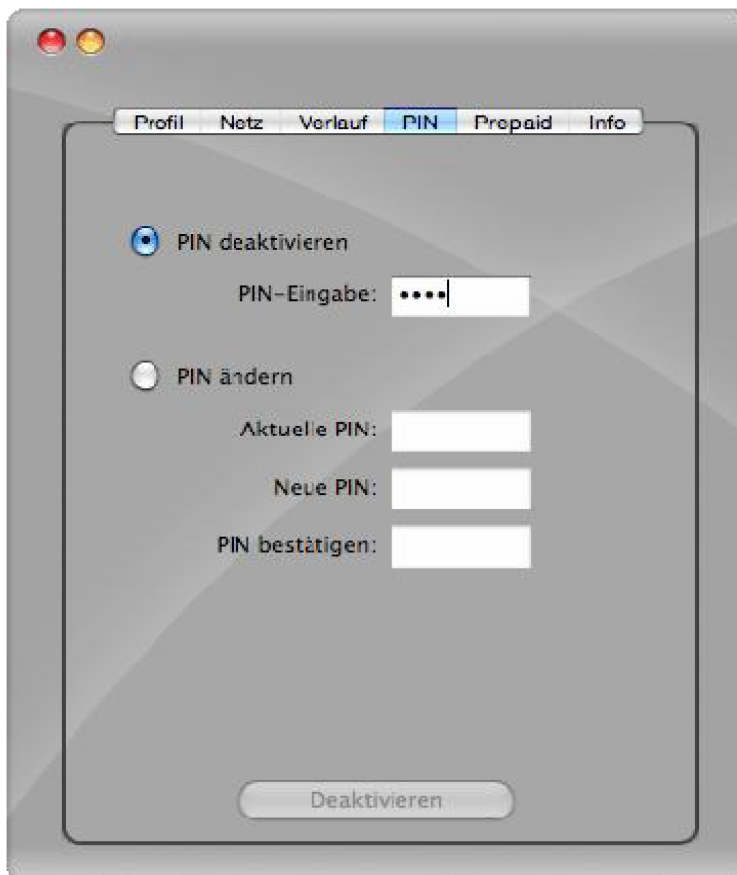 Profil Netz Verlauf PIN Prepaid Info
PIN deaktivieren
PIN-Eingabe: ••••
PIN ändern
Aktuelle PIN:
Neue PIN:
PIN bestätigen:
Deaktivieren